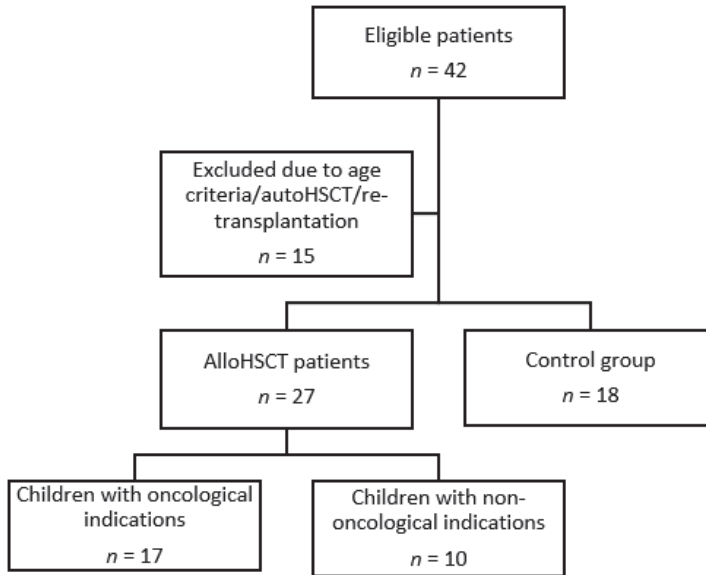 Eligible patients
n = 42
Excluded due to age
criteria/autoHSCT/re-
transplantation
n = 15
AlloHSCT patients
n = 27
Control group
n = 18
Children with oncological
indications
n = 17
Children with non-
oncological indications
n = 10